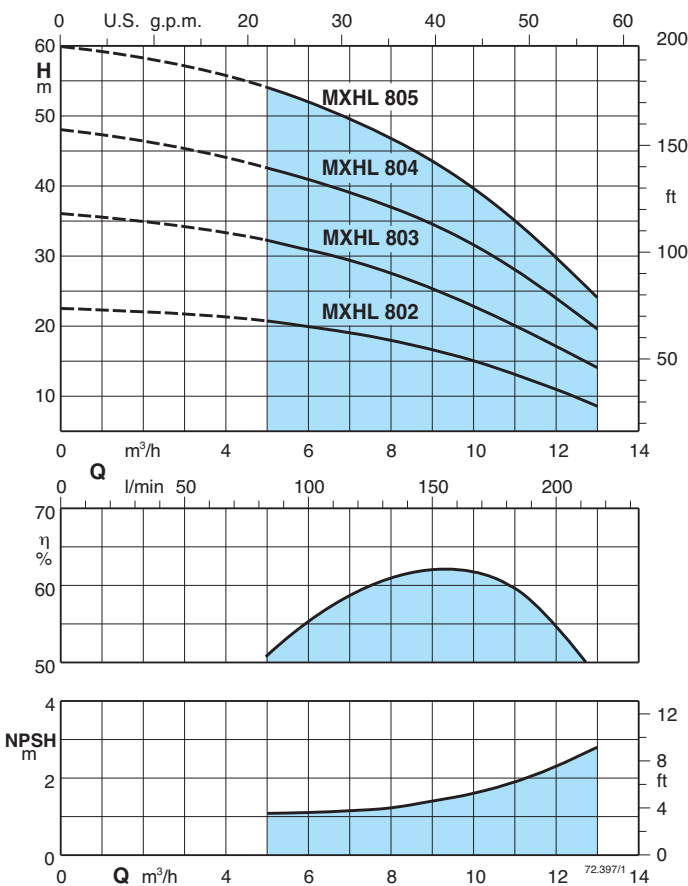 0 U.S. g.p.m. 20 30 40 50 60
60 200
H
m
MXHL 805
50
150
MXHL 804
40
ft
MXHL 803
30 100
MXHL 802
20
50
10
0 m³/h 4 6 8 10 12 14
Q
0 l/min 50 100 150 200
70
η
%
60
50
4
12
NPSH
m
8
2 ft
4
0 0
72.397/1
0 Q m³/h 4 6 8 10 12 14